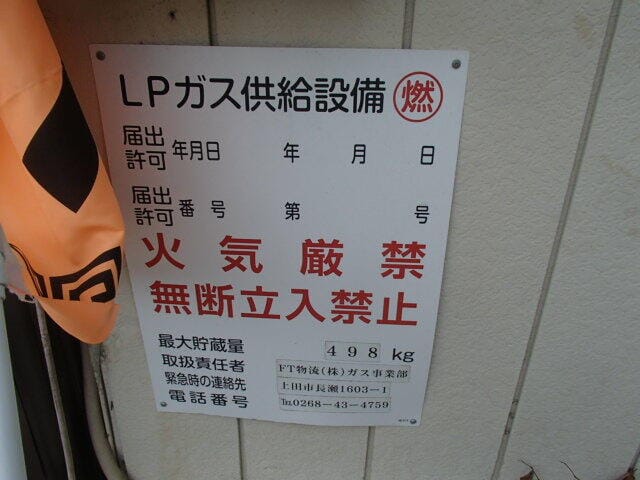 LPガス供給設備 燃
届出許可 年月日 年 月 日
届出許可 番号 第 号
火気厳禁
無断立入禁止
最大貯蔵量 498kg
取扱責任者 FT物流(株)ガス事業部
緊急時の連絡先 上田市長瀬1603-1
電話番号 ℡0268-43-4759